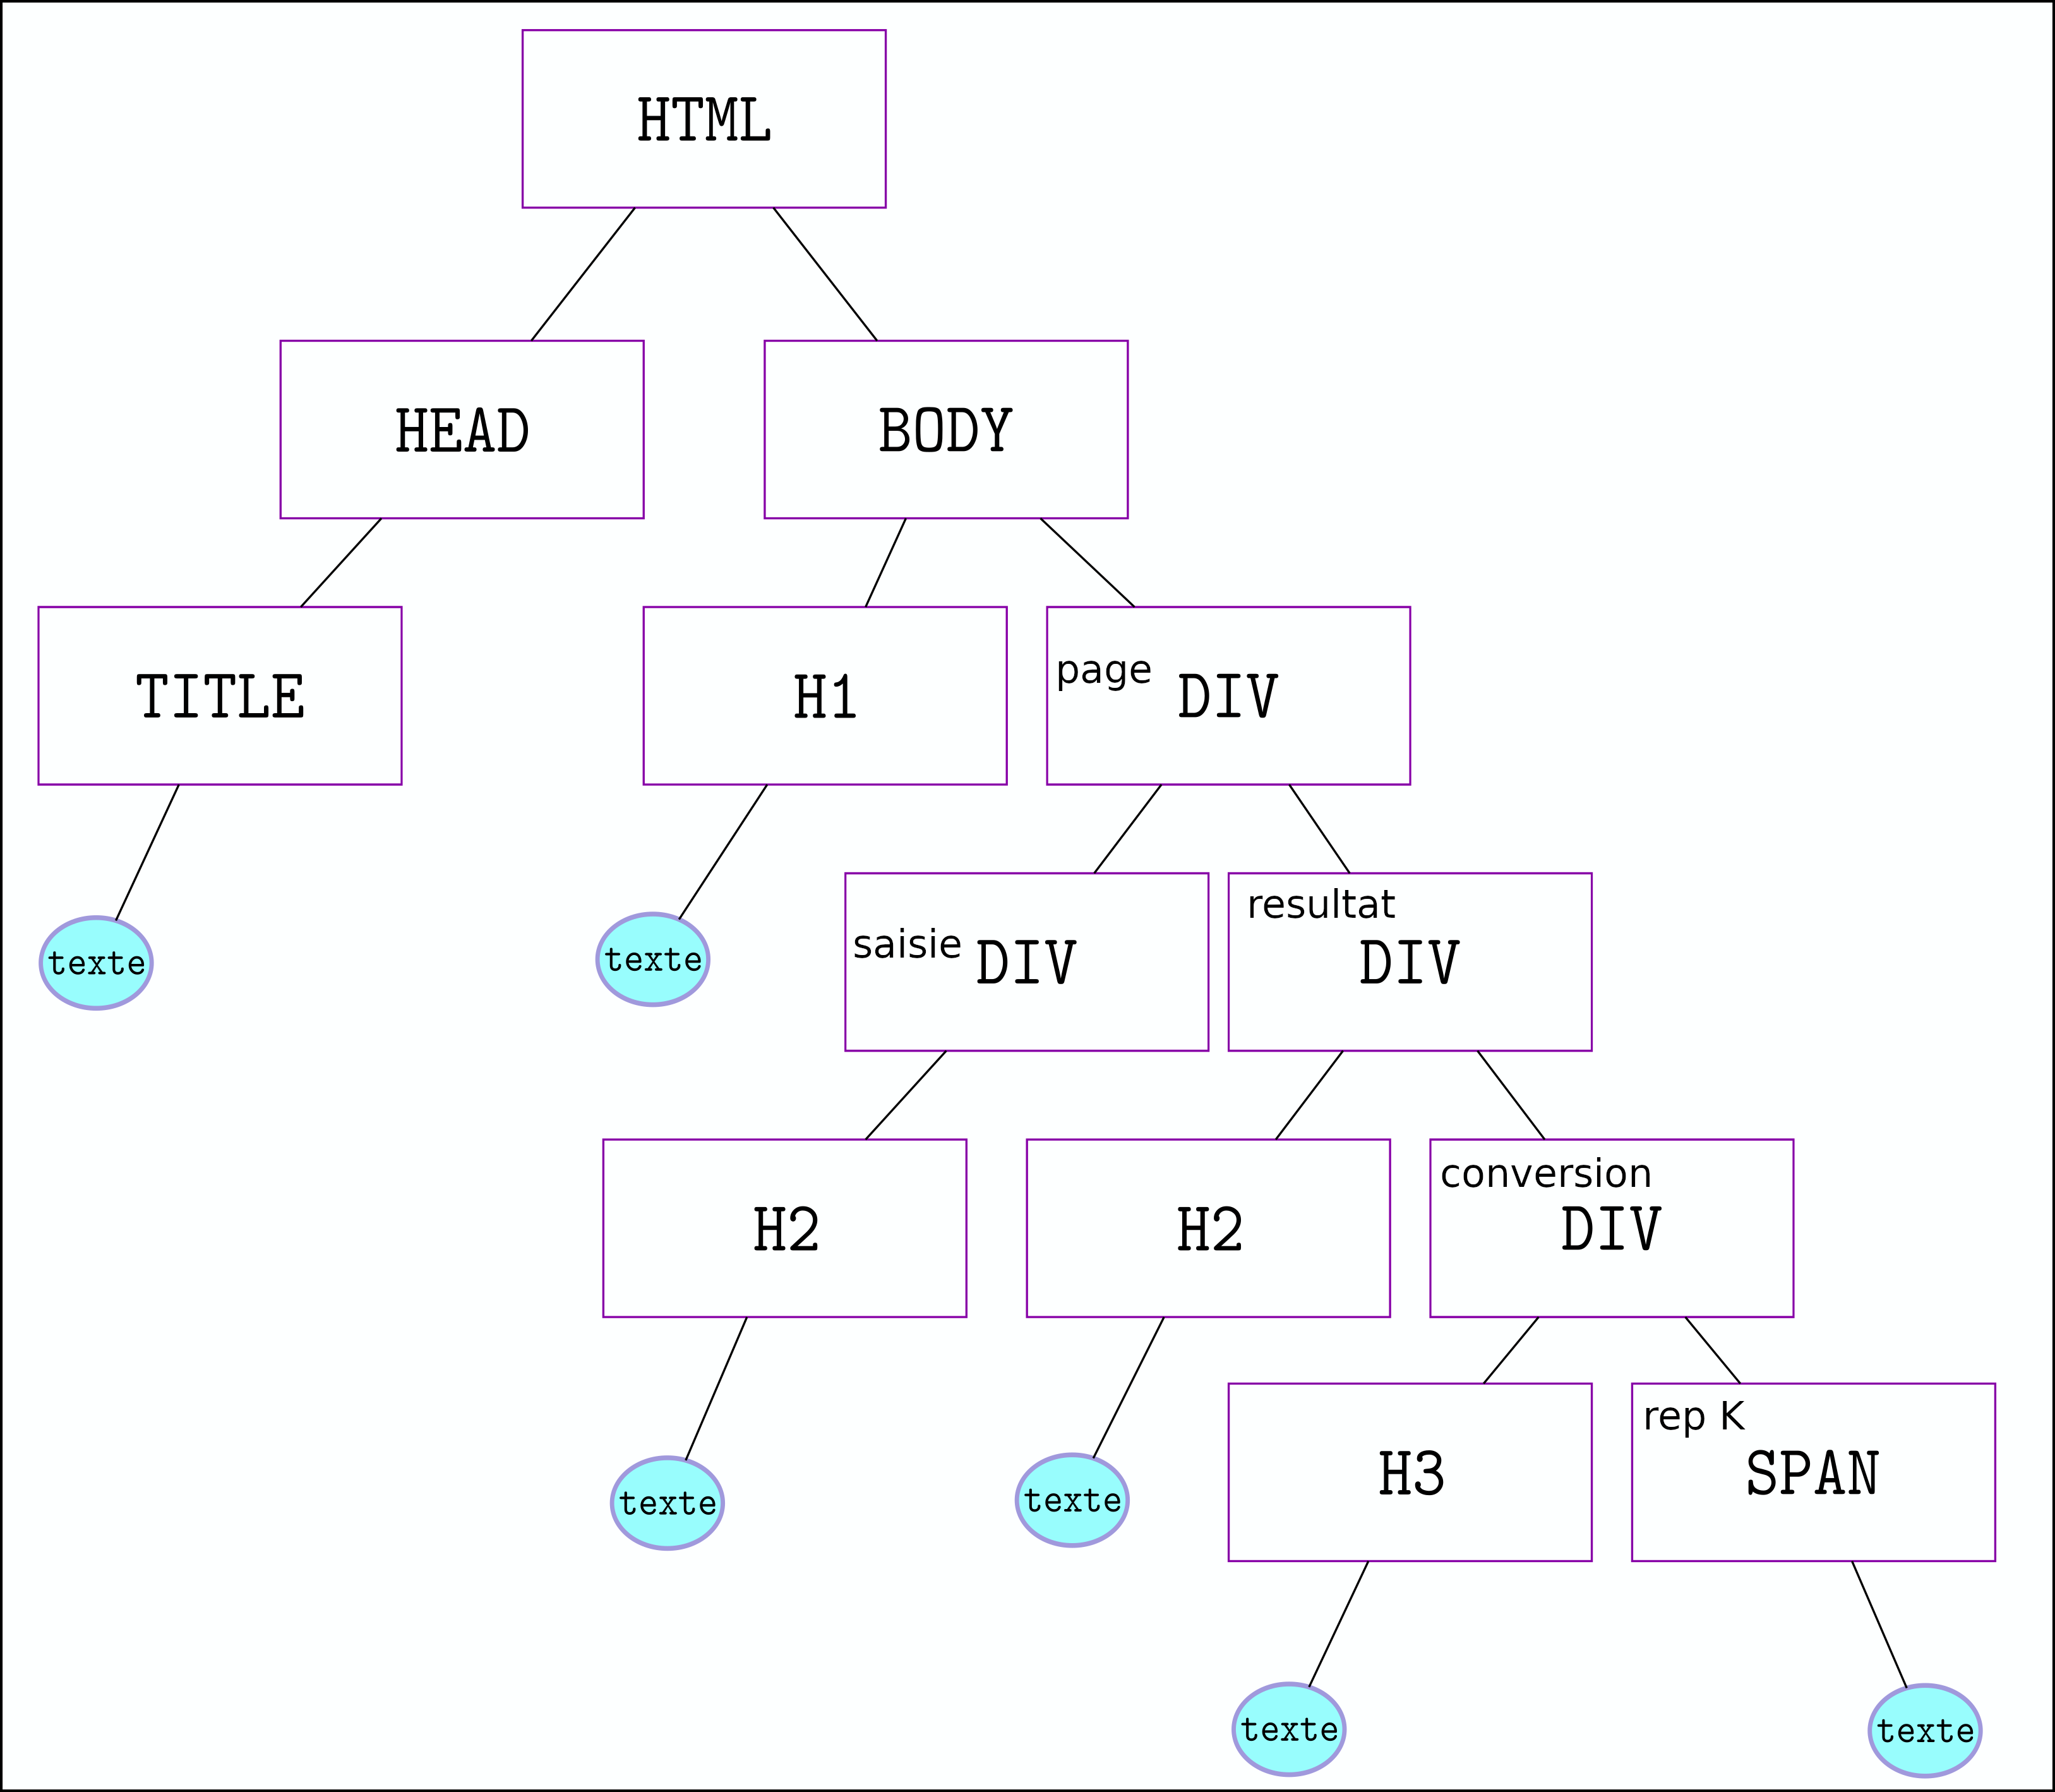 HTML
HEAD
BODY
TITLE
H1
page
DIV
texte
texte
saisie
DIV
resultat
DIV
H2
H2
conversion
DIV
texte
texte
H3
rep K
SPAN
texte
texte